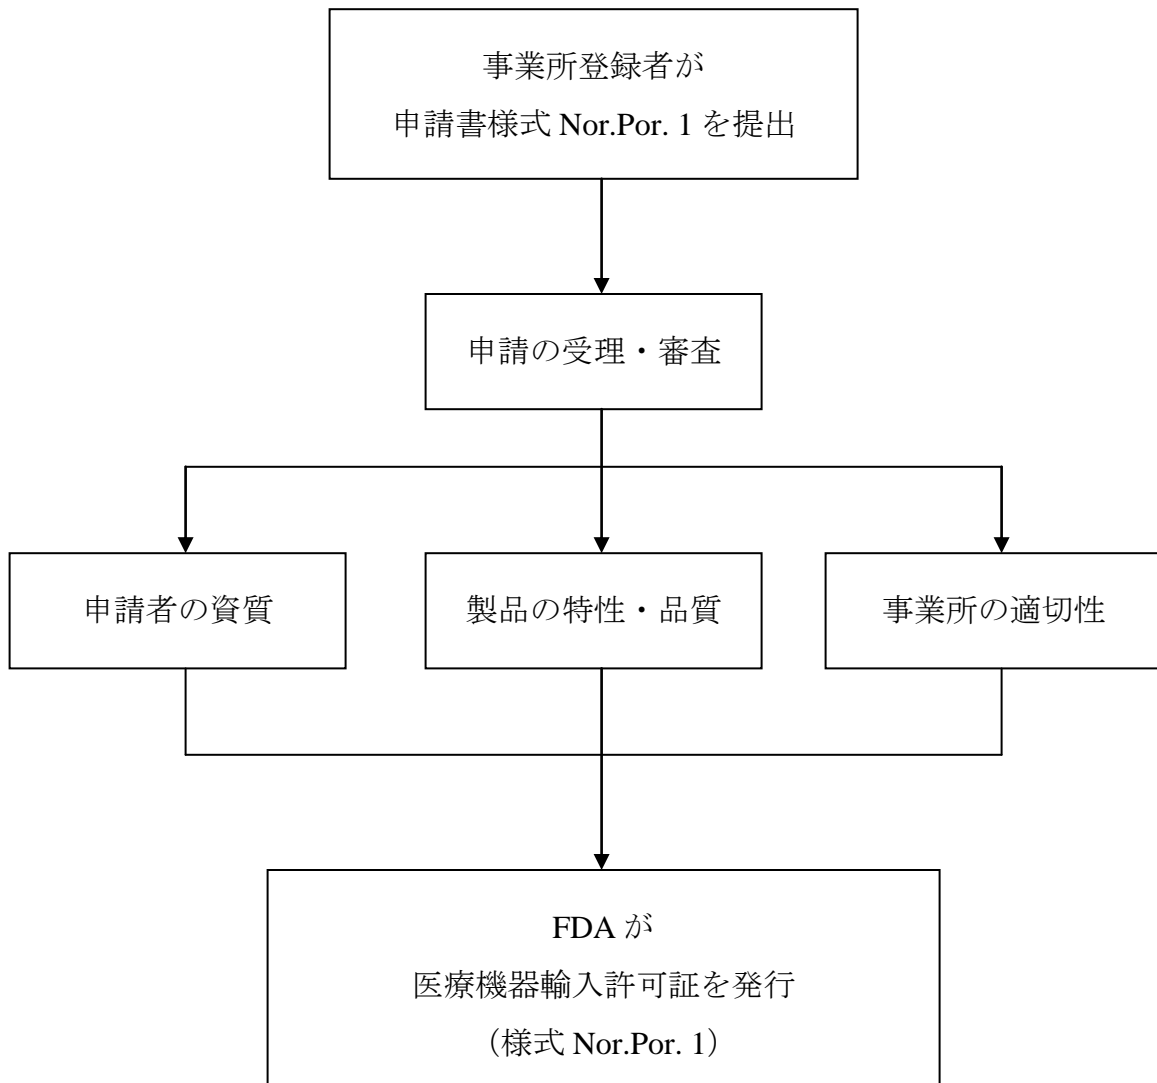 事業所登録者が
申請書様式 Nor.Por. 1 を提出
申請の受理・審査
申請者の資質
製品の特性・品質
事業所の適切性
FDA が
医療機器輸入許可証を発行
（様式 Nor.Por. 1）